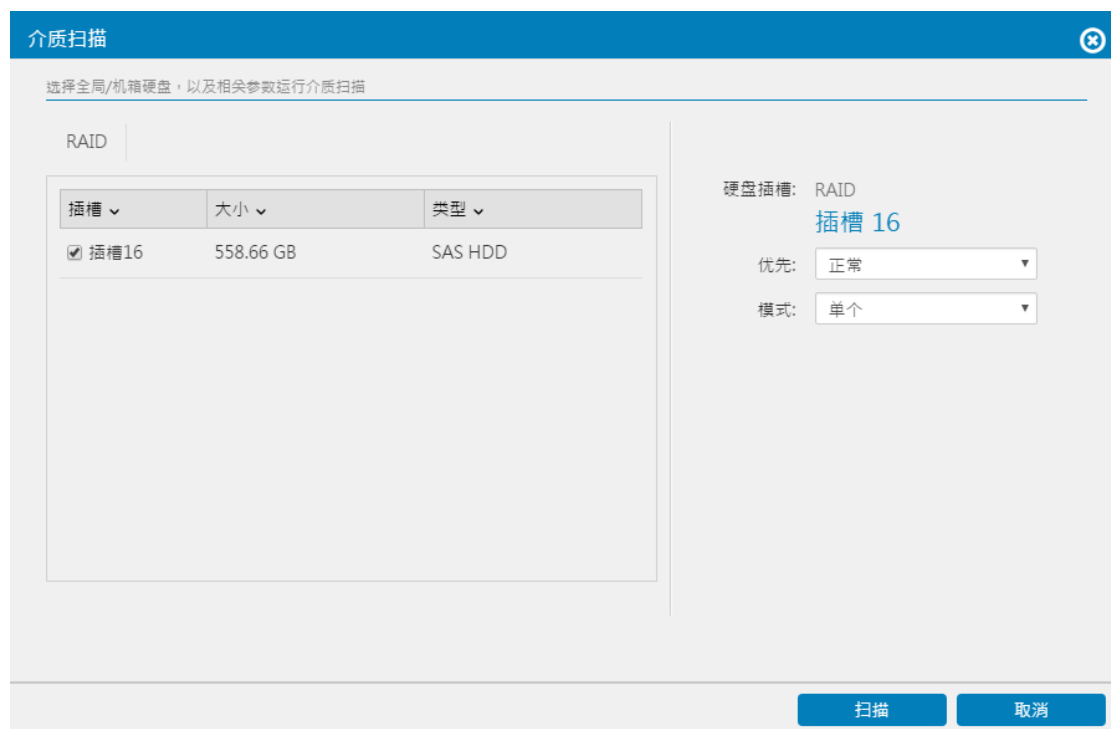 介质扫描
选择全局/机箱硬盘，以及相关参数运行介质扫描
RAID
插槽 大小 类型
插槽16 558.66 GB SAS HDD
硬盘插槽: RAID
插槽 16
优先: 正常
模式: 单个
扫描 取消